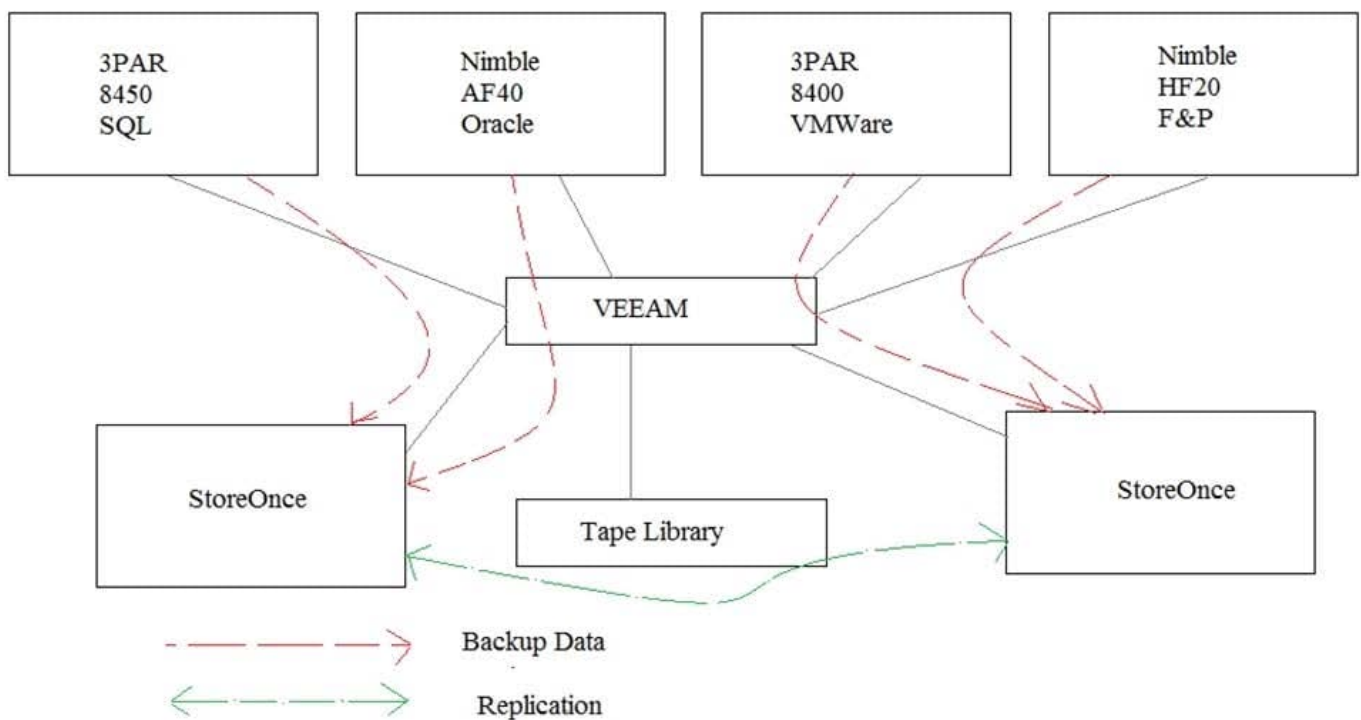 3PAR
8450
SQL
Nimble
AF40
Oracle
3PAR
8400
VMWare
Nimble
HF20
F&P
VEEAM
StoreOnce
StoreOnce
Tape Library
Backup Data
Replication